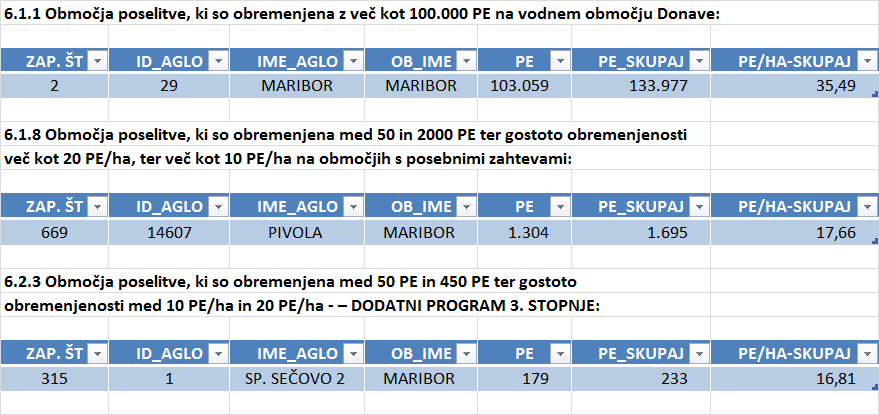 6.1.1 Območja poselitve, ki so obremenjena z več kot 100.000 PE na vodnem območju Donave:
ZAP. ŠT ID_AGLO IME_AGLO OB_IME PE PE_SKUPAJ PE/HA-SKUPAJ
2 29 MARIBOR MARIBOR 103.059 133.977 35,49
6.1.8 Območja poselitve, ki so obremenjena med 50 in 2000 PE ter gostoto obremenjenosti
več kot 20 PE/ha, ter več kot 10 PE/ha na območjih s posebnimi zahtevami:
ZAP. ŠT ID_AGLO IME_AGLO OB_IME PE PE_SKUPAJ PE/HA-SKUPAJ
669 14607 PIVOLA MARIBOR 1.304 1.695 17,66
6.2.3 Območja poselitve, ki so obremenjena med 50 PE in 450 PE ter gostoto
obremenjenosti med 10 PE/ha in 20 PE/ha - – DODATNI PROGRAM 3. STOPNJE:
ZAP. ŠT ID_AGLO IME_AGLO OB_IME PE PE_SKUPAJ PE/HA-SKUPAJ
315 1 SP. SEČOVO 2 MARIBOR 179 233 16,81